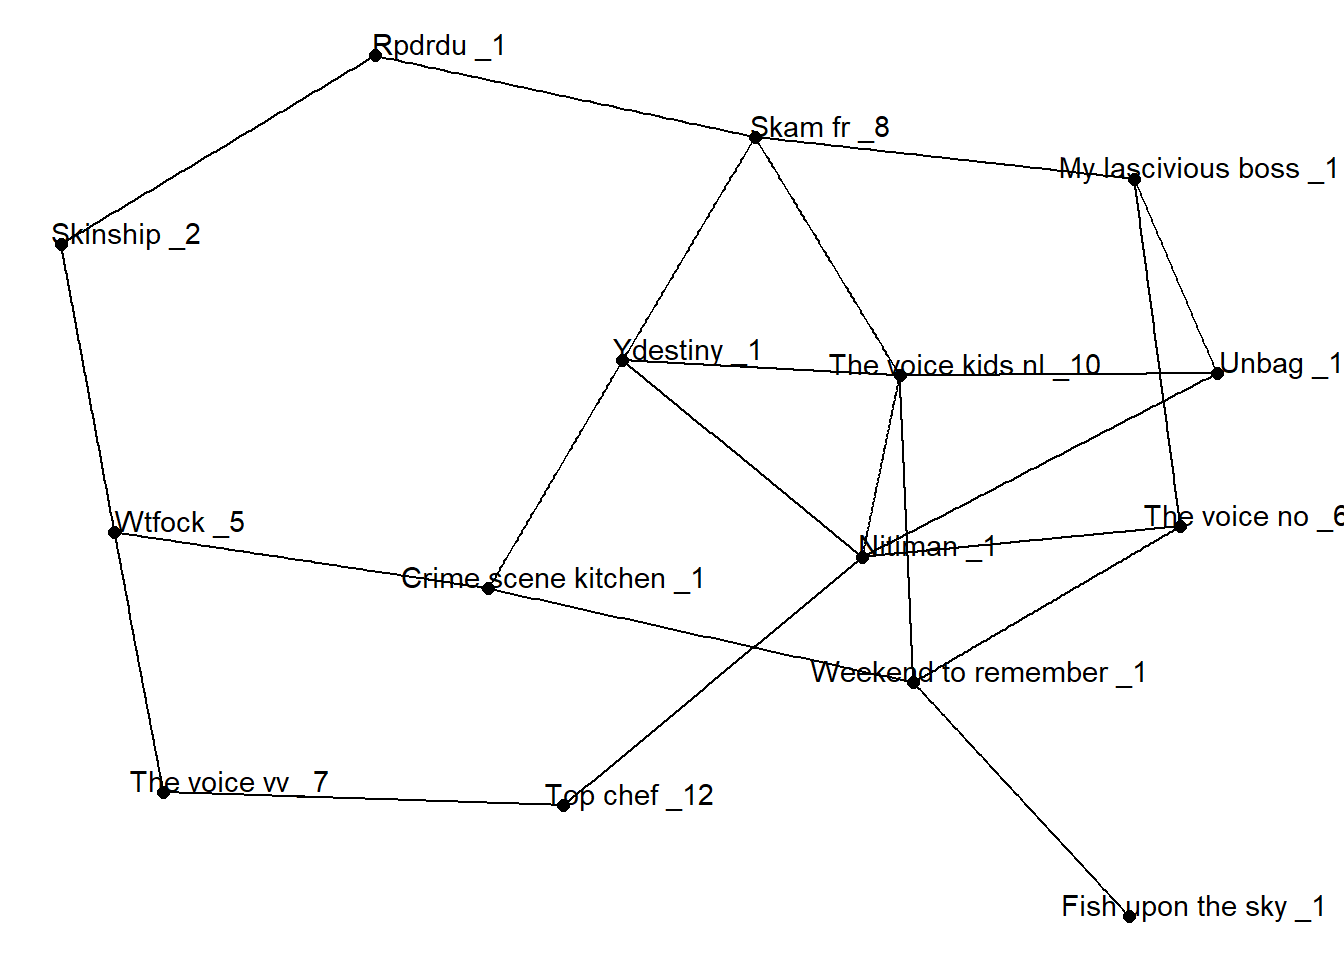 Rpdrdu _1
Skam fr _8
My lascivious boss _1
Skinship _2
Ydestiny _1
The voice kids nl _10
Unbag _1
Wtfock _5
The voice no _6
Nitiman _1
Crime scene kitchen _1
Weekend to remember _1
The voice vv _7
Top chef _12
Fish upon the sky _1